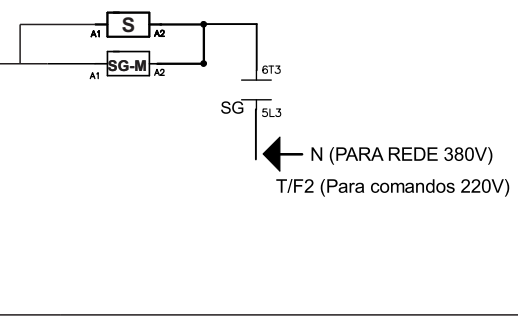 S
A1 A2
SG-M
A1 A2
6T3
SG
5L3
N (PARA REDE 380V)
T/F2 (Para comandos 220V)